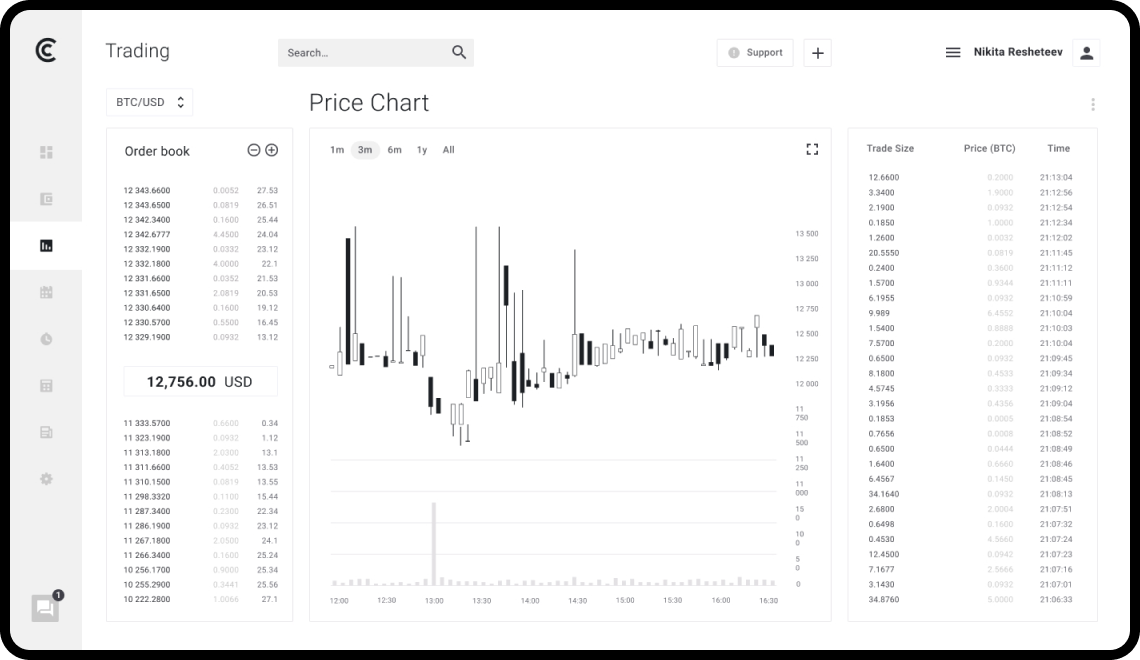 Trading
Search...
Support
Nikita Resheteev
BTC/USD
Price Chart
Order book
12 343.6600 0.0052 27.53
12 343.6500 0.0819 26.51
12 342.3400 0.1600 25.44
12 342.6777 4.4500 24.04
12 332.1900 0.0332 23.12
12 332.1800 4.0000 22.1
12 331.6600 0.0352 21.53
12 331.6500 2.0819 20.53
12 330.6400 0.1600 19.12
12 330.5700 0.5500 16.45
12 329.1900 0.0932 13.12
12,756.00 USD
11 333.5700 0.6600 0.34
11 323.1900 0.0932 1.12
11 313.1800 2.0300 13.1
11 311.6600 0.4052 13.53
11 310.1500 0.0819 13.55
11 298.3320 0.1100 15.44
11 287.3400 0.2300 22.34
11 286.1900 0.0932 23.12
11 267.1800 2.0500 24.1
11 266.3400 0.1600 25.24
10 256.1700 0.9000 25.34
10 255.2900 0.3441 25.56
10 222.2800 1.0066 27.1
1
1m 3m 6m 1y All
13 500
13 250
13 000
12 750
12 500
12 250
12 000
11
750
11
500
11
250
11
000
15
0
10
0
5
0
0
12:00 12:30 13:00 13:30 14:00 14:30 15:00 15:30 16:00 16:30
Trade Size Price (BTC) Time
12.6600 0.2000 21:13:04
3.3400 1.9000 21:12:56
2.1900 0.0932 21:12:54
0.1850 1.0000 21:12:34
1.2600 0.0032 21:12:02
20.5550 0.0819 21:11:45
0.2400 0.3600 21:11:12
1.5700 0.9344 21:11:11
6.1955 0.0932 21:10:59
9.989 6.4552 21:10:04
1.5400 0.8888 21:10:03
7.5700 0.2000 21:10:04
0.6500 0.0932 21:09:45
8.1800 0.4533 21:09:34
4.5745 0.3333 21:09:12
3.1956 0.4356 21:09:04
0.1853 0.0005 21:08:54
0.7656 0.0008 21:08:52
0.6500 0.0444 21:08:49
1.6400 0.6660 21:08:46
6.4567 0.1450 21:08:45
34.1640 0.0932 21:08:13
2.6800 2.0004 21:07:51
0.6498 0.1600 21:07:32
0.4530 4.5660 21:07:24
12.4500 0.0942 21:07:23
7.1677 2.5666 21:07:16
3.1430 0.0932 21:07:01
34.8760 5.0000 21:06:33